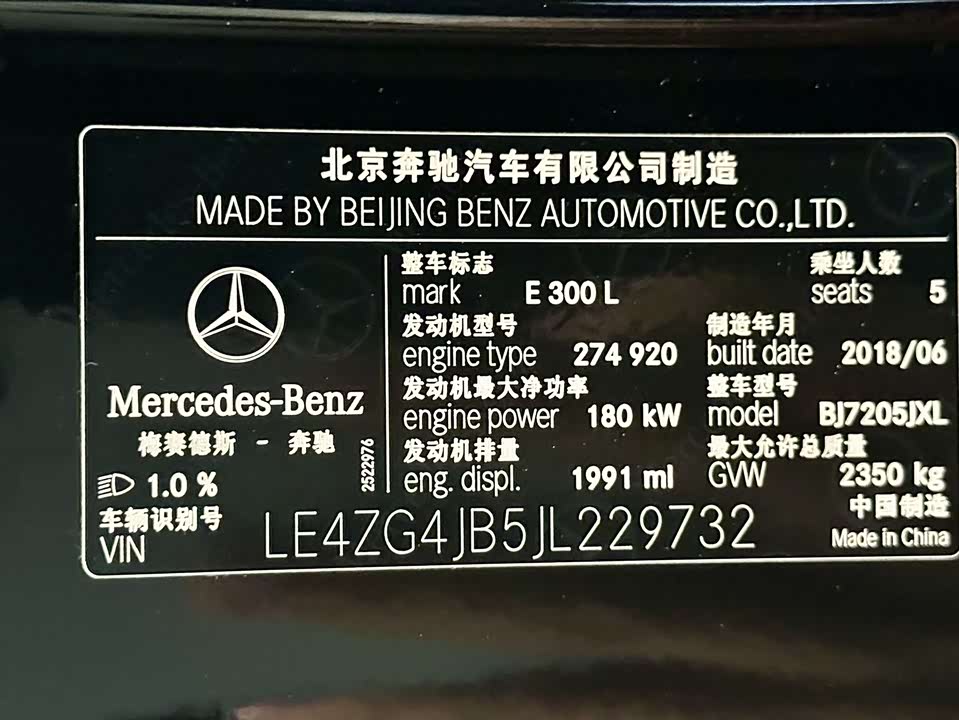 北京奔驰汽车有限公司制造
MADE BY BEIJING BENZ AUTOMOTIVE CO.,LTD.
Mercedes-Benz
梅赛德斯 - 奔驰
1.0 %
2522976
整车标志 乘坐人数
mark E 300 L seats 5
发动机型号 制造年月
engine type 274 920 built date 2018/06
发动机最大净功率 整车型号
engine power 180 kW model BJ7205JXL
发动机排量 最大允许总质量
eng. displ. 1991 ml GVW 2350 kg
车辆识别号 中国制造
VIN LE4ZG4JB5JL229732 Made in China